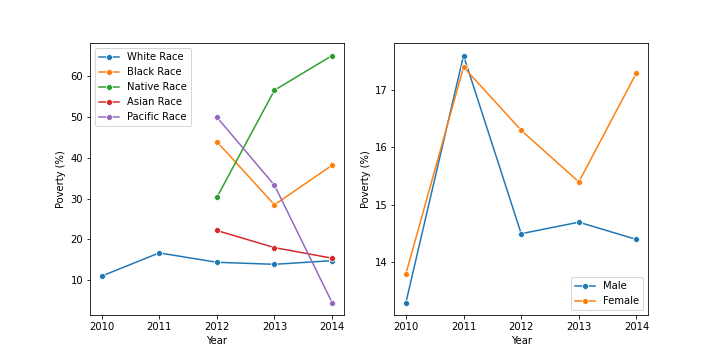 White Race
Black Race
Native Race
Asian Race
Pacific Race
60
50
40
30
20
10
Poverty (%)
2010 2011 2012 2013 2014
Year
17
16
15
14
Poverty (%)
Male
Female
2010 2011 2012 2013 2014
Year